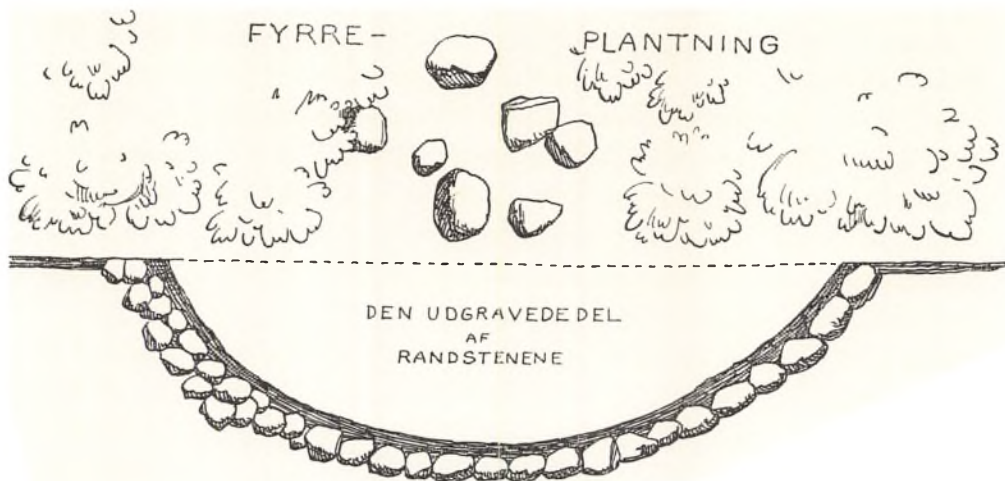 FYRRE- PLANTNING
DEN UDGRAVEDE DEL
AF
RANDSTENENE